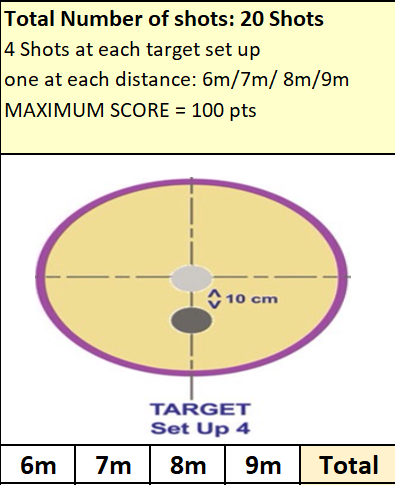 Total Number of shots: 20 Shots
4 Shots at each target set up
one at each distance: 6m/7m/ 8m/9m
MAXIMUM SCORE = 100 pts
10 cm
TARGET
Set Up 4
6m 7m 8m 9m Total